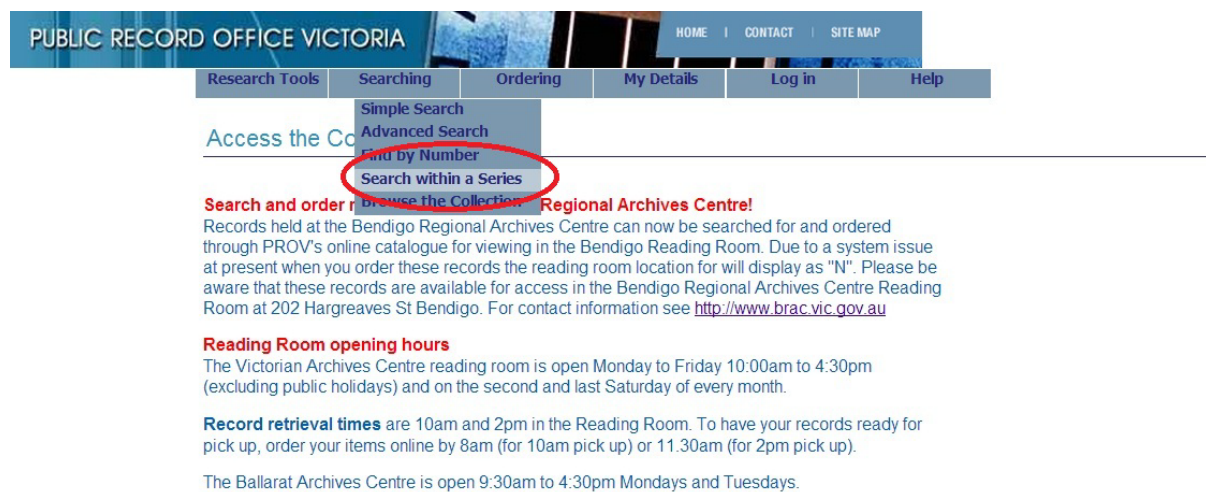 PUBLIC RECORD OFFICE VICTORIA
HOME | CONTACT | SITE MAP
Research Tools Searching Ordering My Details Log in Help
Simple Search
Advanced Search
Find by Number
Search within a Series
Browse the Collection
Access the Co
Search and order r Regional Archives Centre!
Records held at the Bendigo Regional Archives Centre can now be searched for and ordered
through PROV's online catalogue for viewing in the Bendigo Reading Room. Due to a system issue
at present when you order these records the reading room location for will display as "N". Please be
aware that these records are available for access in the Bendigo Regional Archives Centre Reading
Room at 202 Hargreaves St Bendigo. For contact information see http://www.brac.vic.gov.au
Reading Room opening hours
The Victorian Archives Centre reading room is open Monday to Friday 10:00am to 4:30pm
(excluding public holidays) and on the second and last Saturday of every month.
Record retrieval times are 10am and 2pm in the Reading Room. To have your records ready for
pick up, order your items online by 8am (for 10am pick up) or 11.30am (for 2pm pick up).
The Ballarat Archives Centre is open 9:30am to 4:30pm Mondays and Tuesdays.